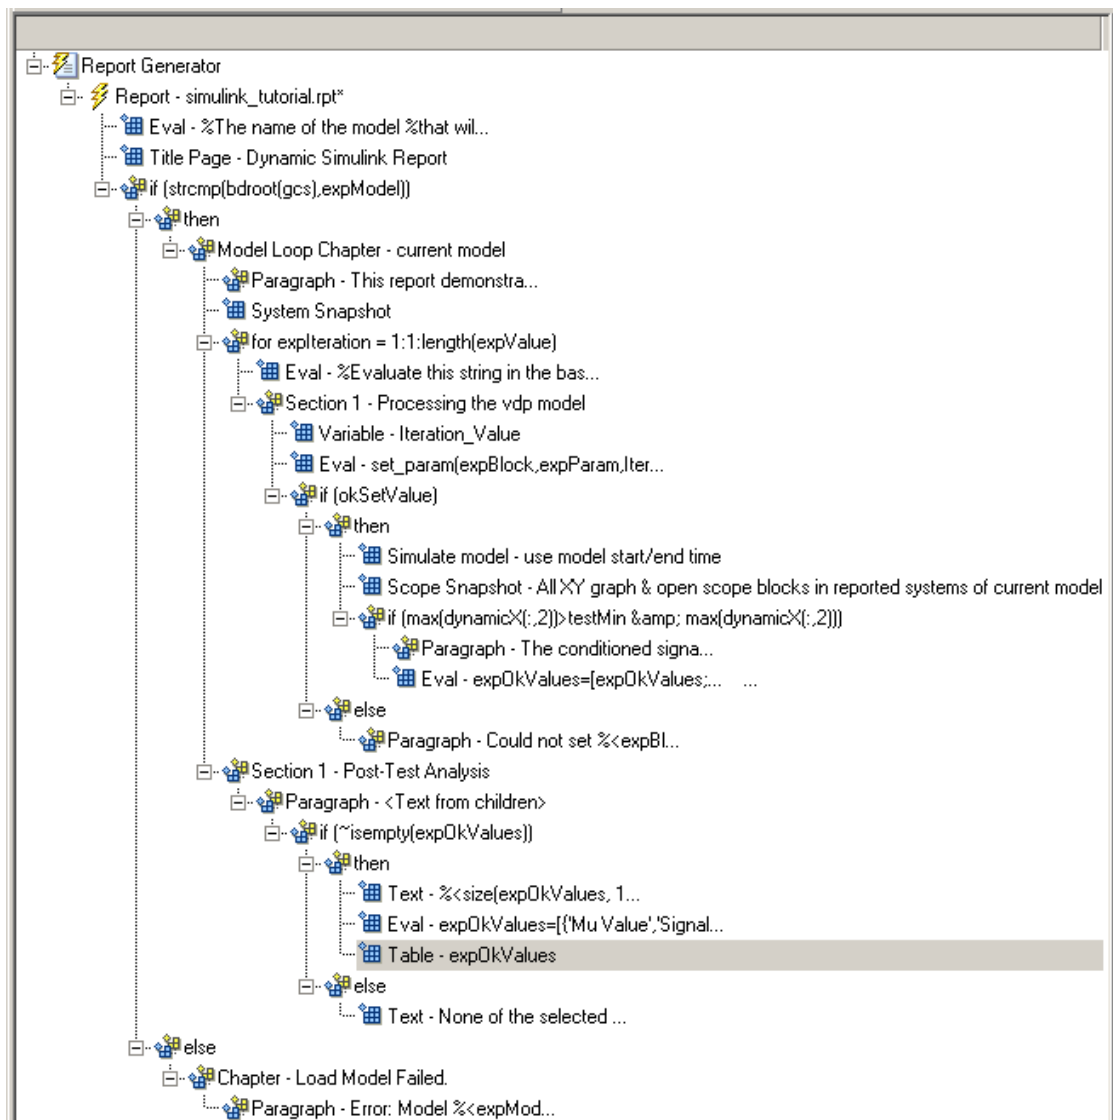 Report Generator
Report - simulink_tutorial.rpt*
Eval - %The name of the model %that wil...
Title Page - Dynamic Simulink Report
if (strcmp(bdroot(gcs),expModel))
then
Model Loop Chapter - current model
Paragraph - This report demonstra...
System Snapshot
for expIteration = 1:1:length(expValue)
Eval - %Evaluate this string in the bas...
Section 1 - Processing the vdp model
Variable - Iteration_Value
Eval - set_param(expBlock,expParam,Iter...
if (okSetValue)
then
Simulate model - use model start/end time
Scope Snapshot - All XY graph & open scope blocks in reported systems of current model
if (max(dynamicX(:,2))>testMin &amp; max(dynamicX(:,2)))
Paragraph - The conditioned signa...
Eval - expOkValues=[expOkValues;... ...
else
Paragraph - Could not set %<expBl...
Section 1 - Post-Test Analysis
Paragraph - <Text from children>
if (~isempty(expOkValues))
then
Text - %<size(expOkValues, 1...
Eval - expOkValues=[{'Mu Value','Signal...
Table - expOkValues
else
Text - None of the selected ...
else
Chapter - Load Model Failed.
Paragraph - Error: Model %<expMod...